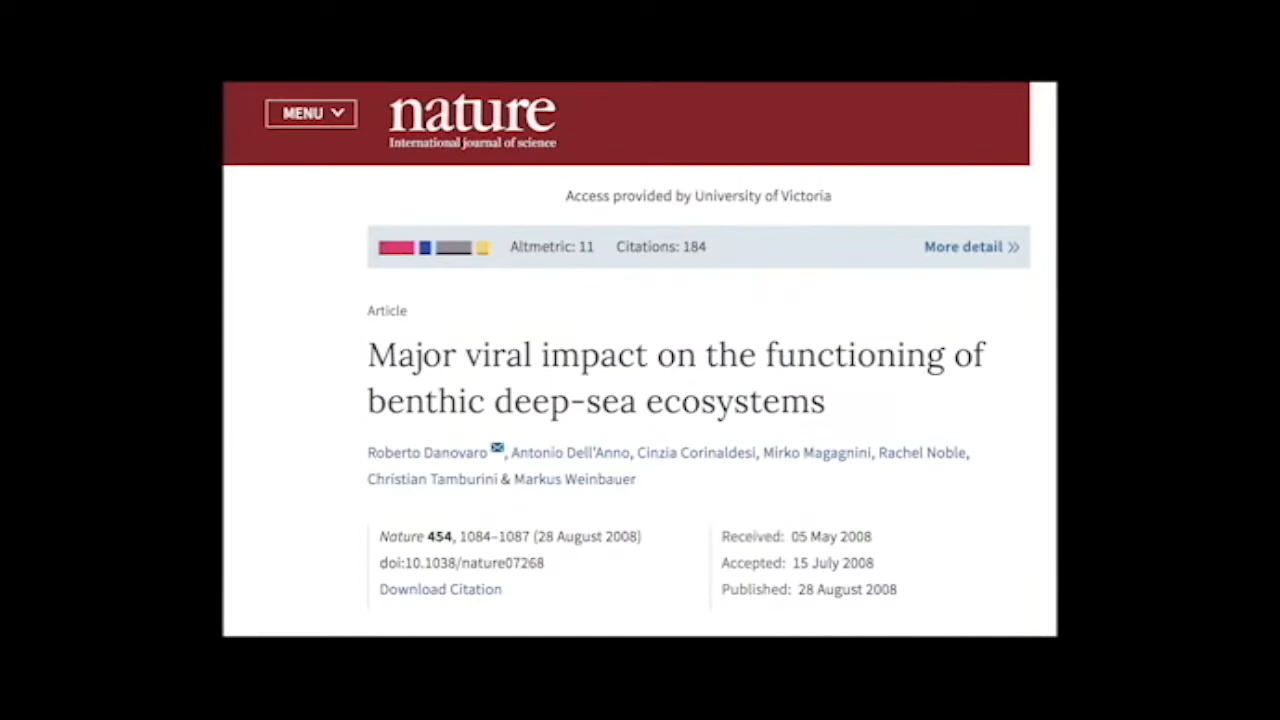 MENU
nature
International journal of science
Access provided by University of Victoria
Altmetric: 11 Citations: 184 More detail »
Article
Major viral impact on the functioning of
benthic deep-sea ecosystems
Roberto Danovaro, Antonio Dell'Anno, Cinzia Corinaldesi, Mirko Magagnini, Rachel Noble,
Christian Tamburini & Markus Weinbauer
Nature 454, 1084–1087 (28 August 2008)
doi:10.1038/nature07268
Download Citation
Received: 05 May 2008
Accepted: 15 July 2008
Published: 28 August 2008